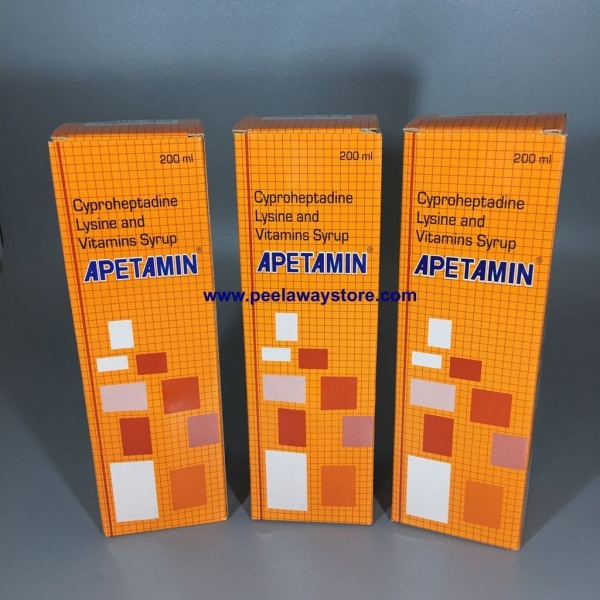 200 ml
Cyproheptadine
Lysine and
Vitamins Syrup
APETAMIN®
200 ml
Cyproheptadine
Lysine and
Vitamins Syrup
APETAMIN®
200 ml
Cyproheptadine
Lysine and
Vitamins Syrup
APETAMIN®
www.peelawaystore.com